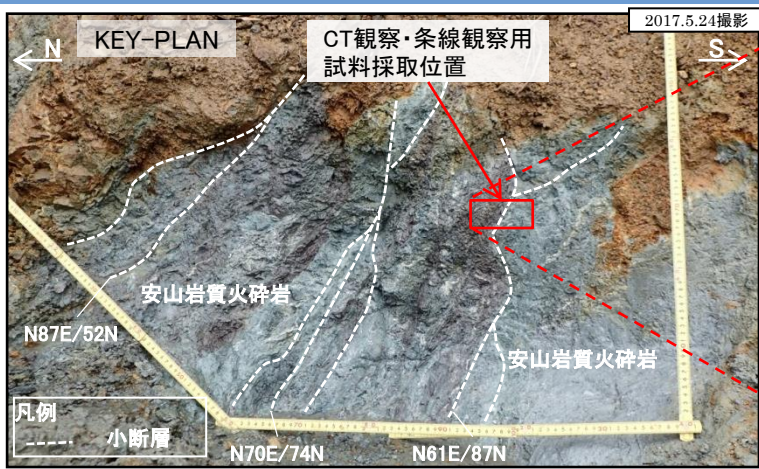 2017.5.24撮影
N
KEY-PLAN
CT観察・条線観察用
試料採取位置
S
安山岩質火砕岩
N87E/52N
安山岩質火砕岩
凡例
小断層
N70E/74N
N61E/87N